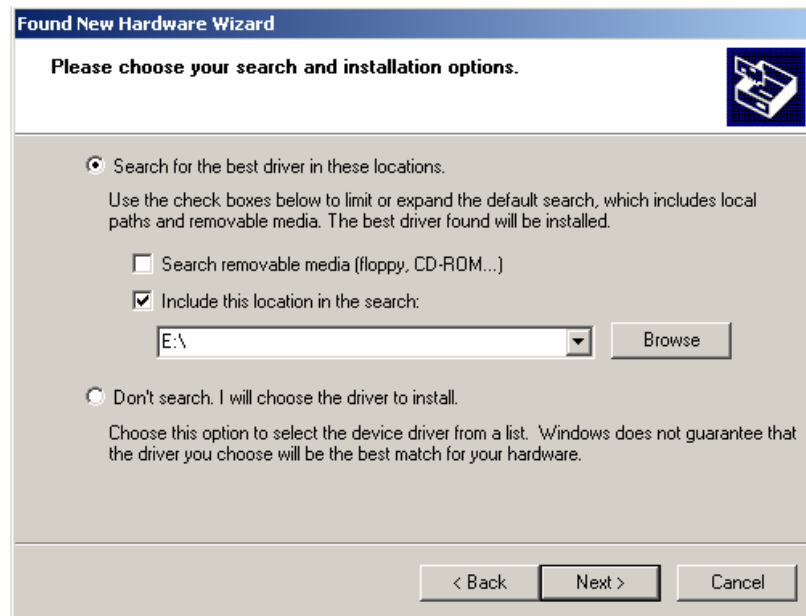 Found New Hardware Wizard
Please choose your search and installation options.
Search for the best driver in these locations.
Use the check boxes below to limit or expand the default search, which includes local
paths and removable media. The best driver found will be installed.
Search removable media (floppy, CD-ROM...)
Include this location in the search:
E:\
Browse
Don't search. I will choose the driver to install.
Choose this option to select the device driver from a list.  Windows does not guarantee that
the driver you choose will be the best match for your hardware.
< Back
Next >
Cancel